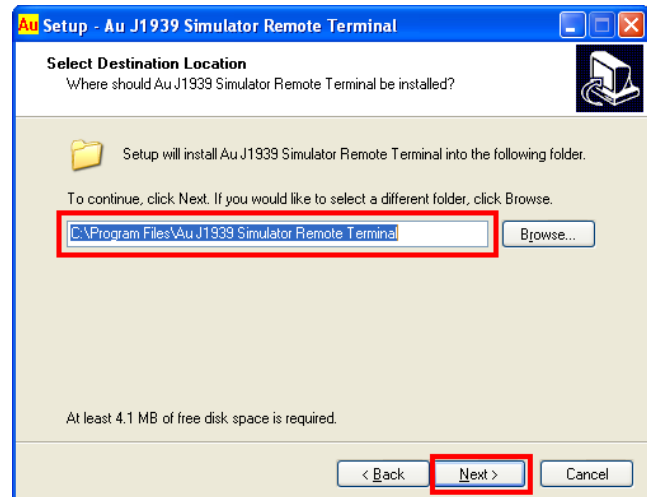 Au Setup - Au J1939 Simulator Remote Terminal
Select Destination Location
Where should Au J1939 Simulator Remote Terminal be installed?
Setup will install Au J1939 Simulator Remote Terminal into the following folder.
To continue, click Next. If you would like to select a different folder, click Browse.
C:\Program Files\Au J1939 Simulator Remote Terminal
Browse...
At least 4.1 MB of free disk space is required.
< Back Next > Cancel